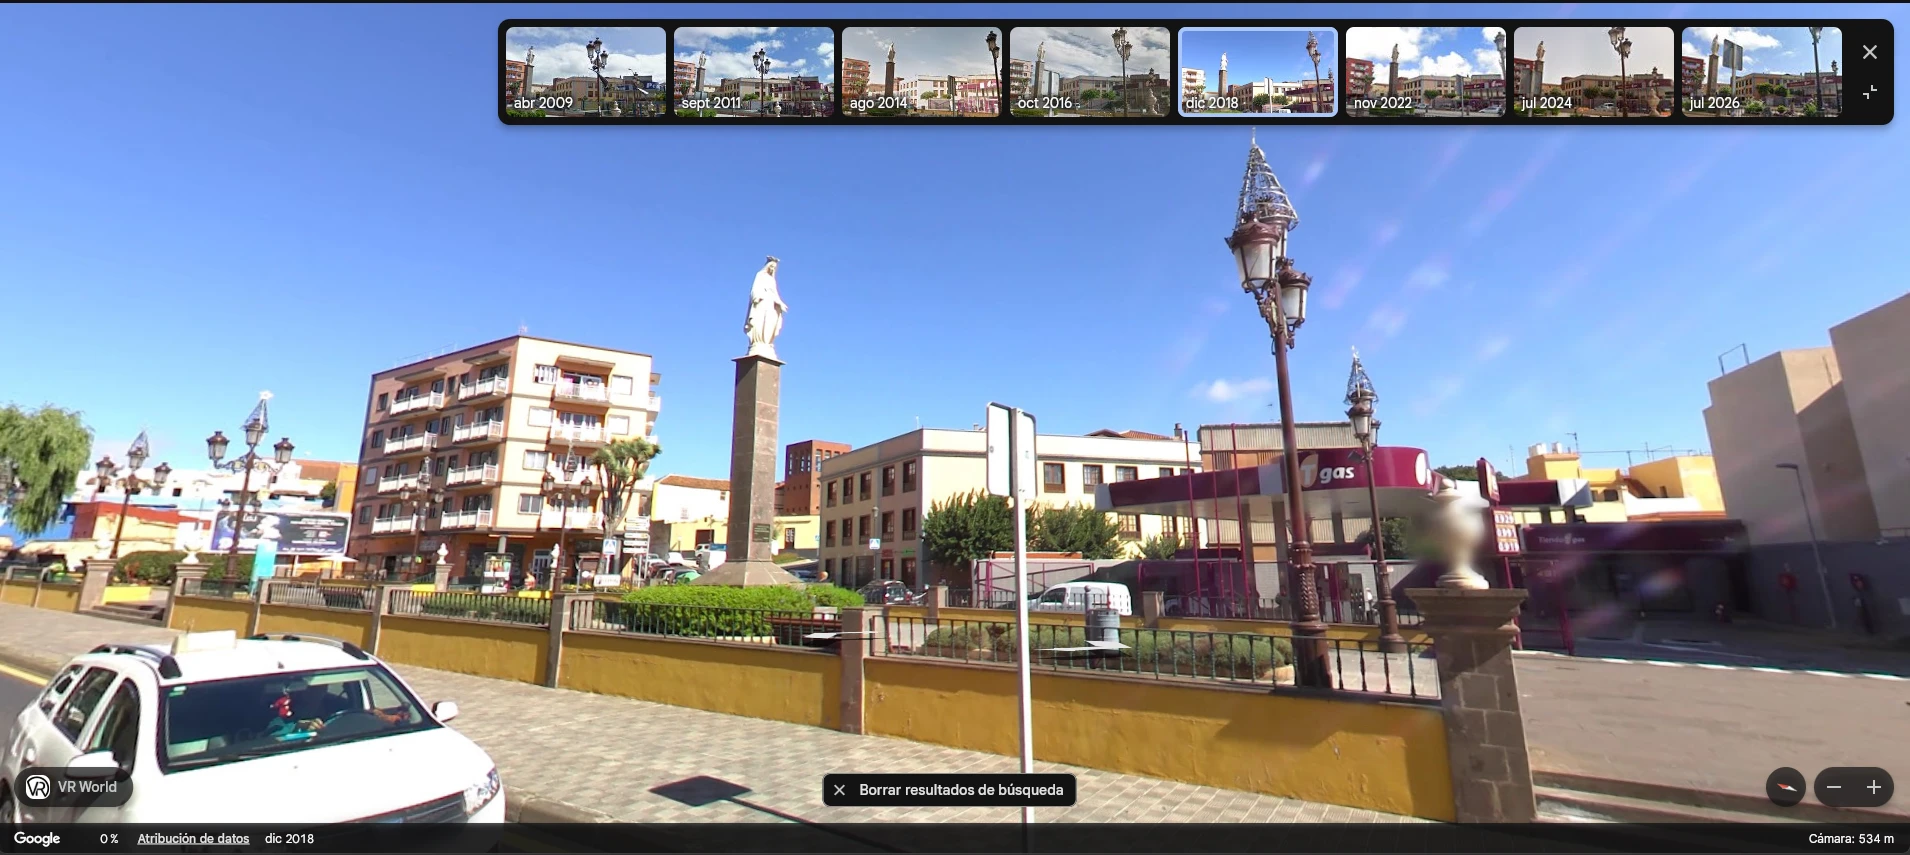 abr 2009
sept 2011
ago 2014
oct 2016
dic 2018
nov 2022
jul 2024
jul 2026
T gas
Tiendagas
VR World
Borrar resultados de búsqueda
Google
0 %
Atribución de datos
dic 2018
Cámara: 534 m